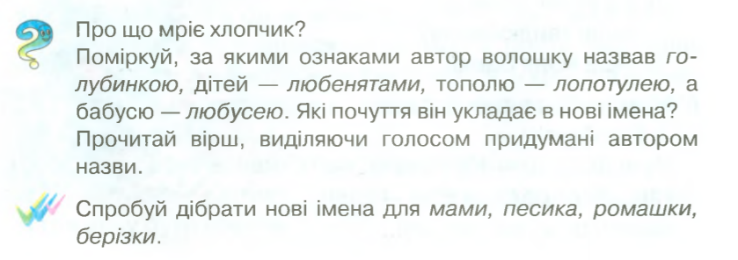 Про що мріє хлопчик?
Поміркуй, за якими ознаками автор волошку назвав го-
лубинкою, дітей — любенятами, тополю — лопотулею, а
бабусю — любусею. Які почуття він укладає в нові імена?
Прочитай вірш, виділяючи голосом придумані автором
назви.
Спробуй дібрати нові імена для мами, песика, ромашки,
берізки.